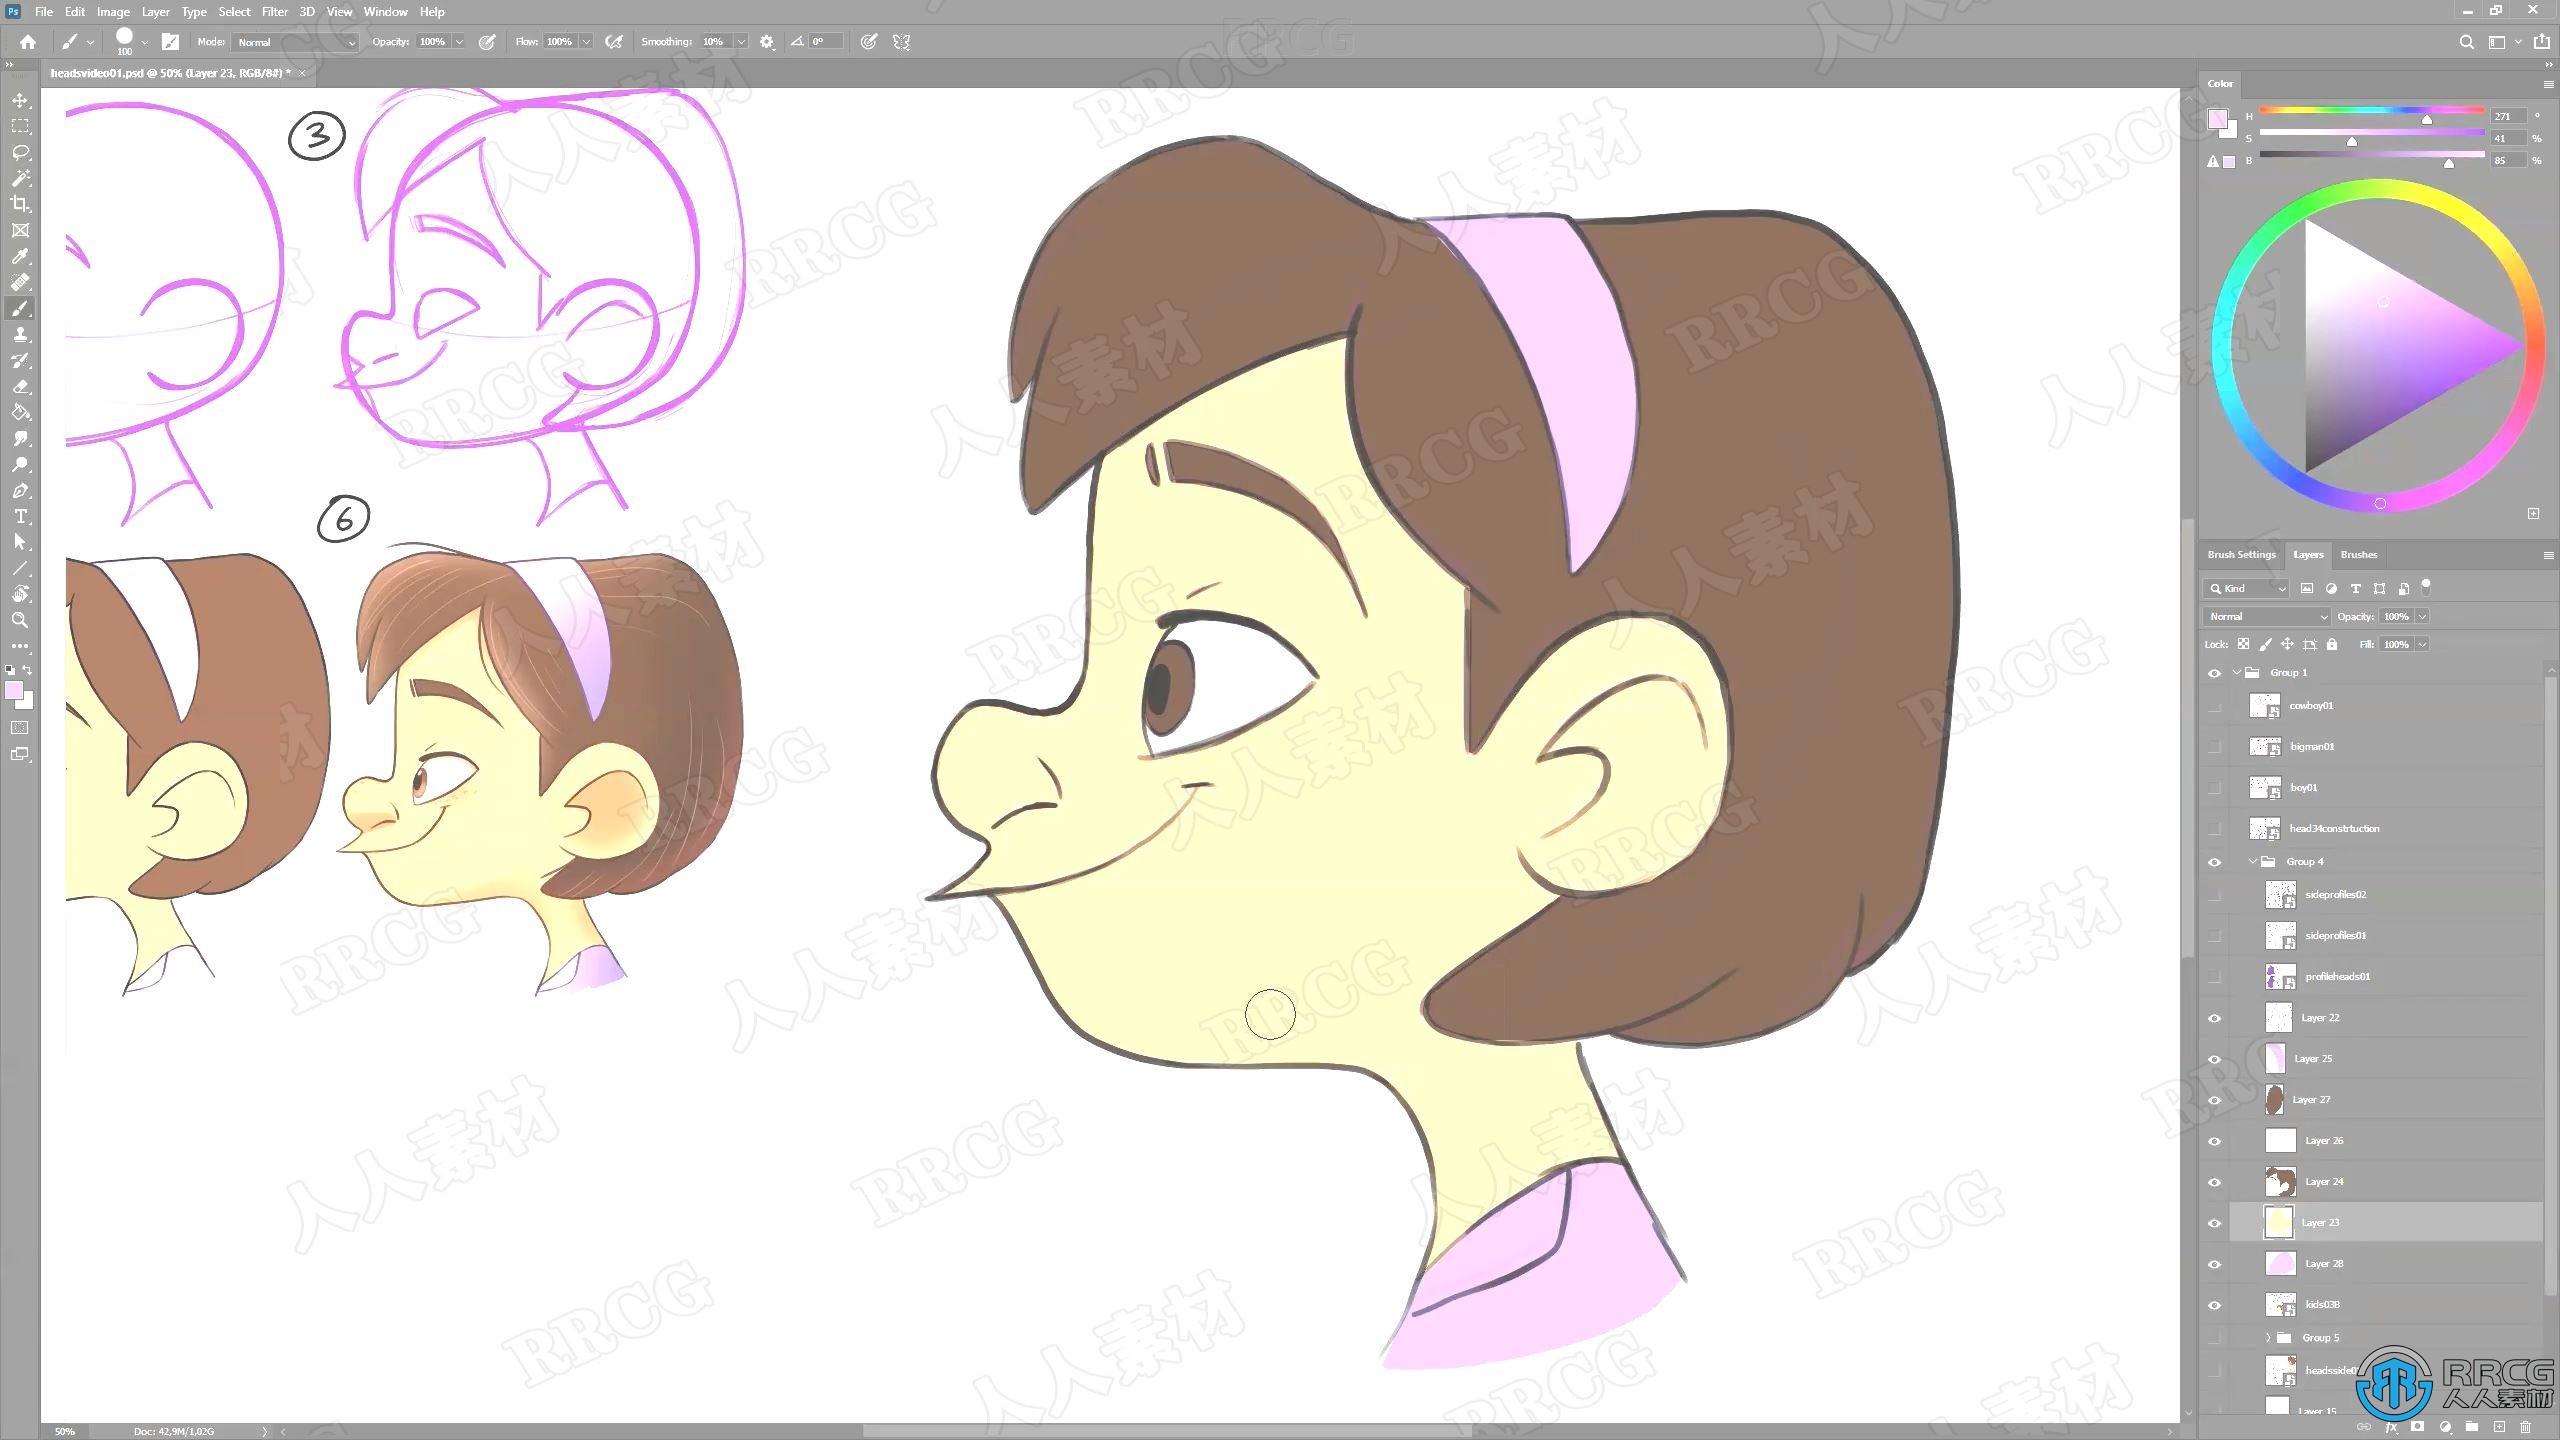 Ps File Edit Image Layer Type Select Filter 3D View Window Help
100 Mode: Normal Opacity: 100% Flow: 100% Smoothing: 10% 0°
headsvideo01.psd @ 50% (Layer 23, RGB/8#) * ×
3
6
Color
H 271 °
S 41 %
B 85 %
Brush Settings Layers Brushes
Kind
Normal Opacity: 100%
Lock: Fill: 100%
Group 1
cowboy01
bigman01
boy01
head34constrtuction
Group 4
sideprofiles02
sideprofiles01
profileheads01
Layer 22
Layer 25
Layer 27
Layer 26
Layer 24
Layer 23
Layer 28
kids03B
Group 5
headsside0
Layer 15
50% Doc: 42,9M/1,02G
RRCG
人人素材